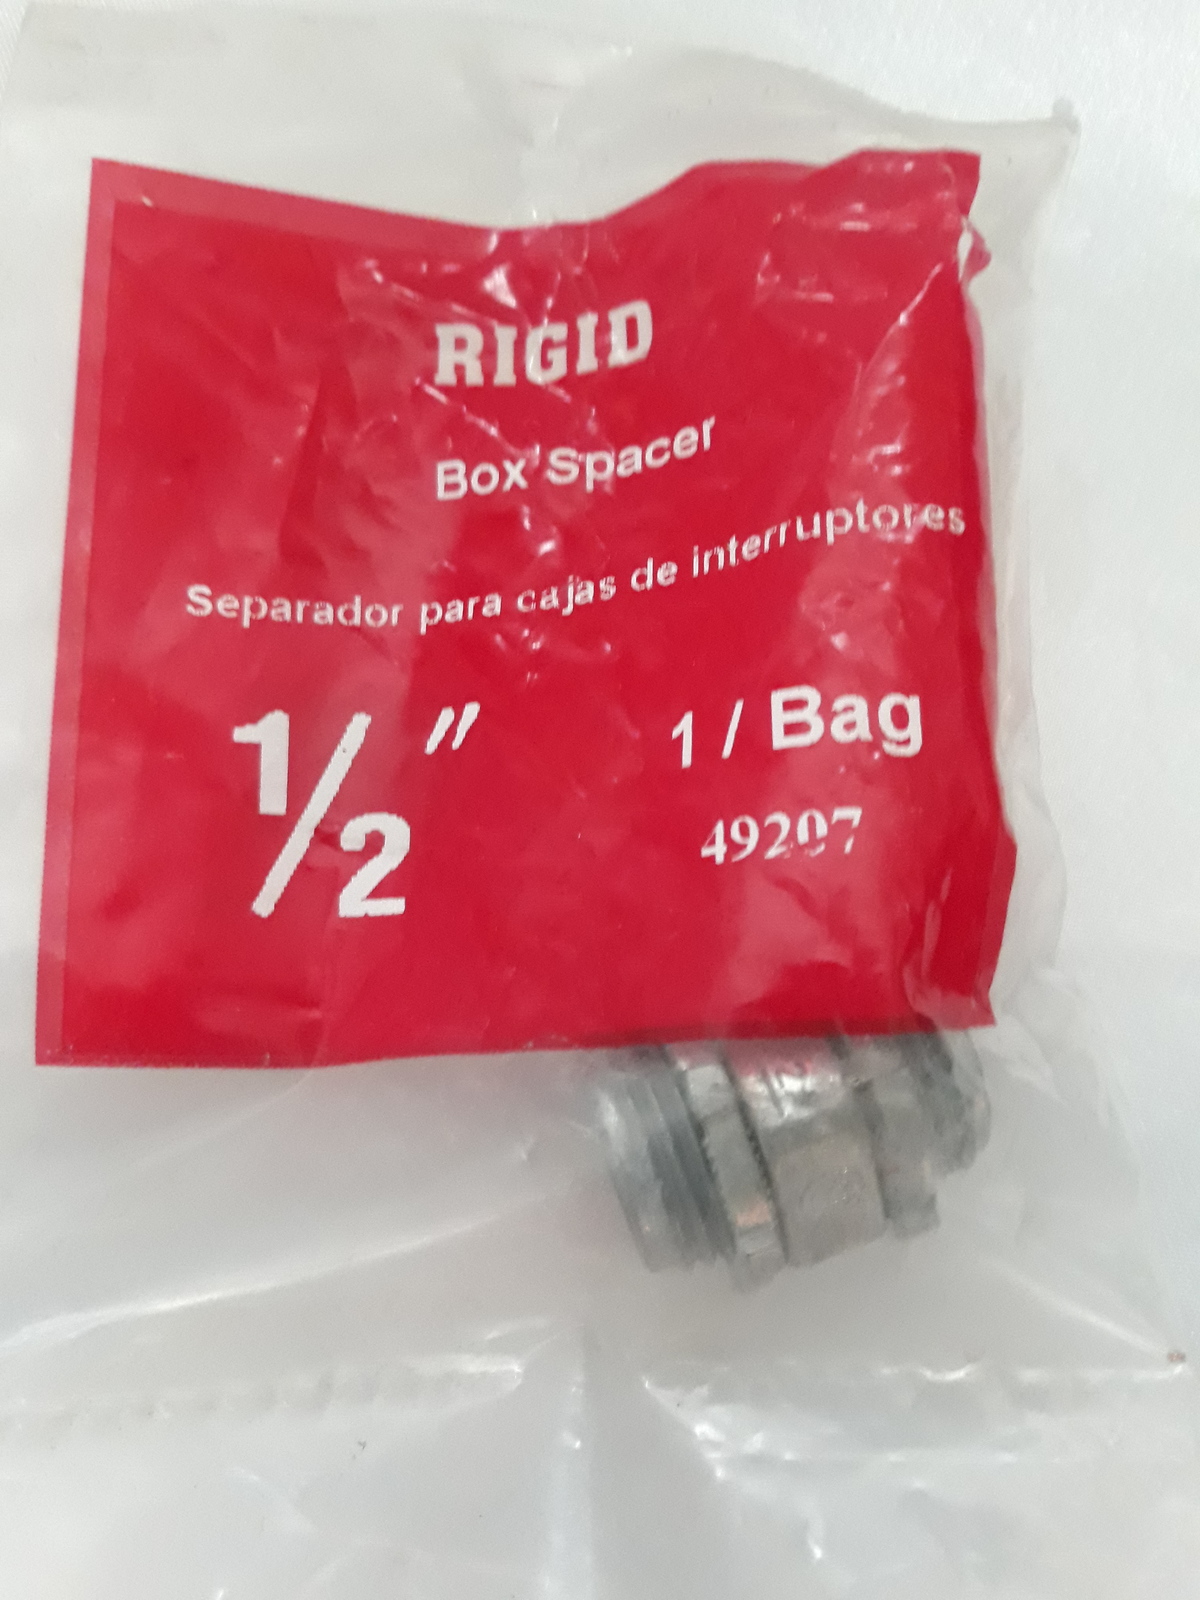 RIGID
Box Spacer
Separador para cajas de interruptores
1/2" 1 / Bag
49207